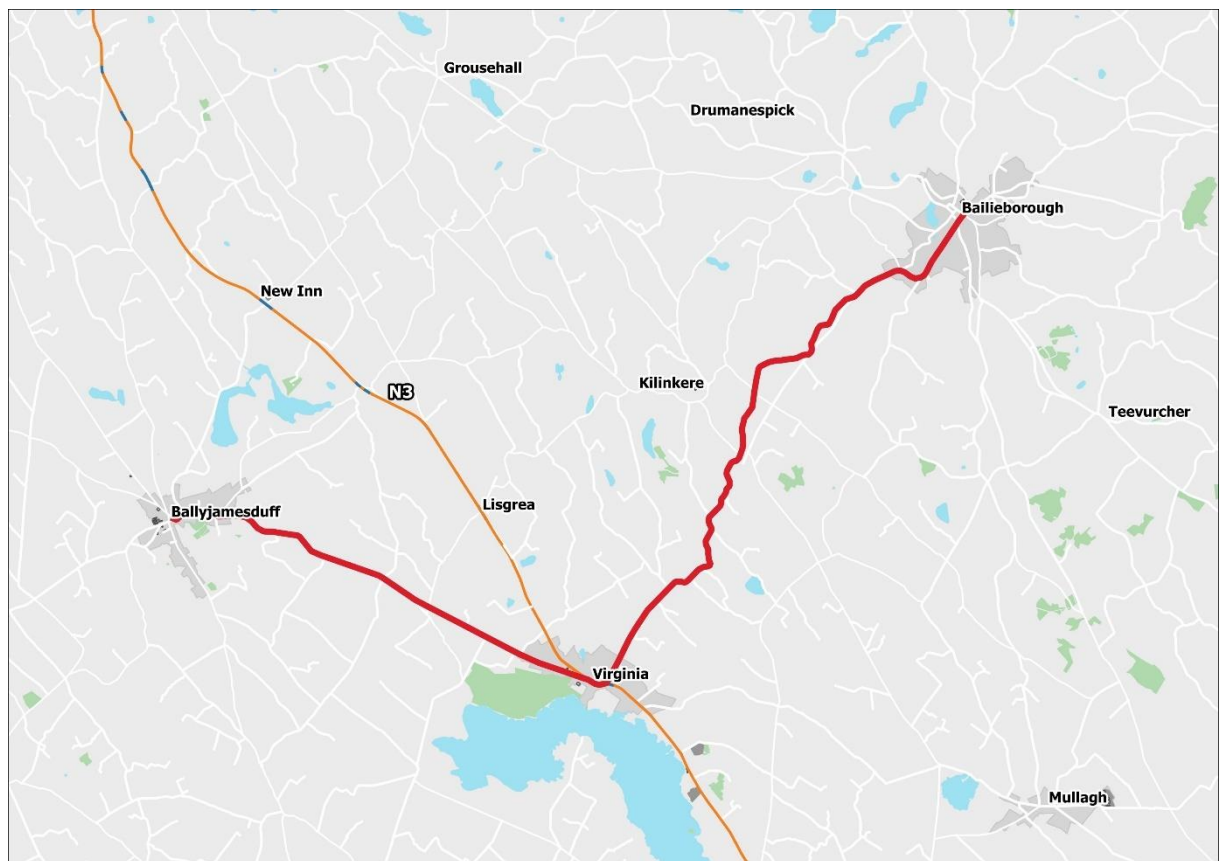 Grousehall
Drumanespick
Bailieborough
New Inn
Kilinkere
N3
Teevurcher
Lisgrea
Ballyjamesduff
Virginia
Mullagh